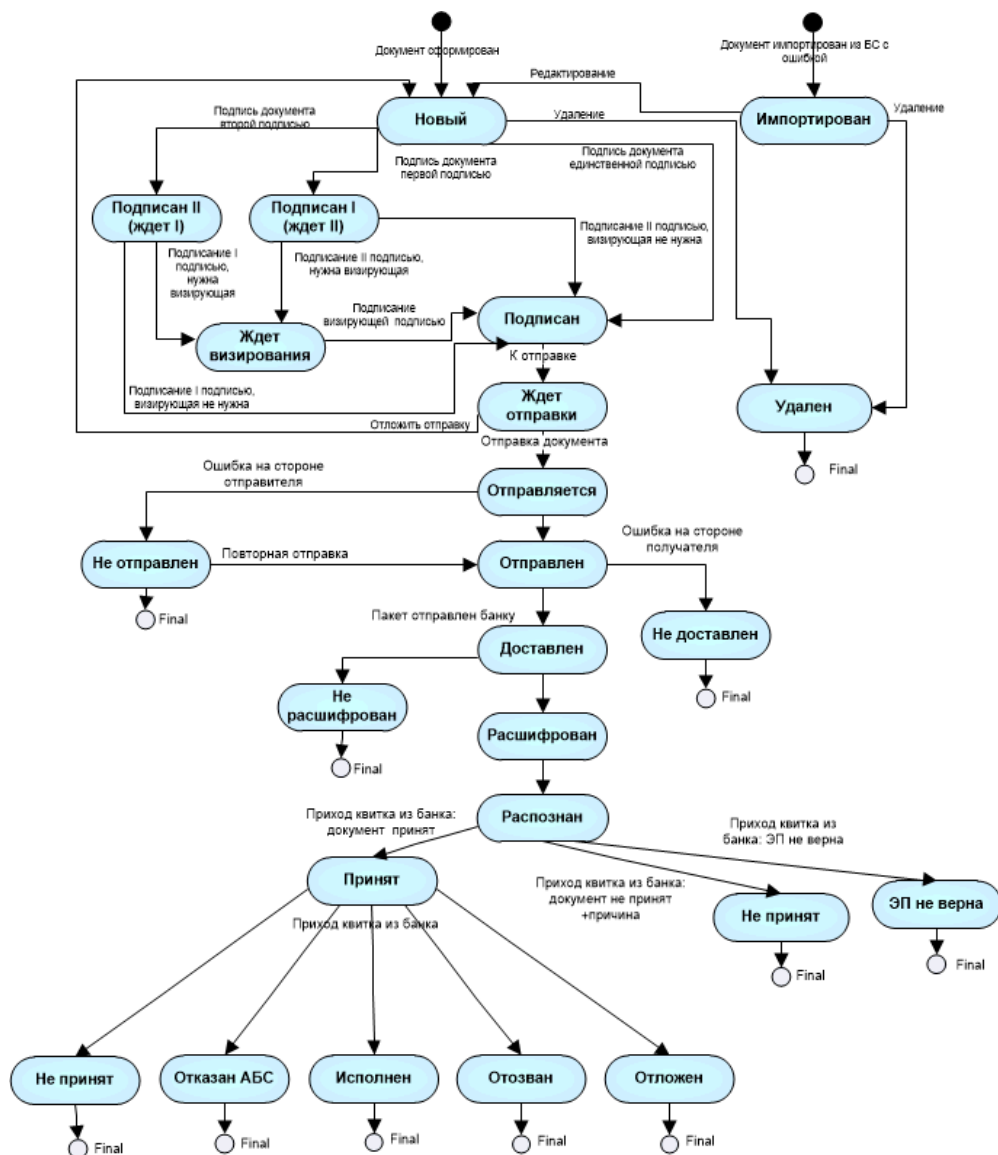 Документ сформирован
Документ импортирован из БС с
ошибкой
Редактирование
Новый
Импортирован
Удаление
Удаление
Подпись документа
второй подписью
Подпись документа
первой подписью
Подпись документа
единственной подписью
Подписан II
(ждет I)
Подписан I
(ждет II)
Подписание I
подписью,
нужна
визирующая
Подписание II подписью,
нужна визирующая
Подписание II подписью,
визирующая не нужна
Подписание
визирующей подписью
Ждет
визирования
Подписан
К отправке
Подписание I подписью,
визирующая не нужна
Ждет
отправки
Отложить отправку
Удален
Final
Отправка документа
Ошибка на стороне
отправителя
Отправляется
Не отправлен
Повторная отправка
Отправлен
Ошибка на стороне
получателя
Final
Пакет отправлен банку
Доставлен
Не доставлен
Final
Не
расшифрован
Final
Расшифрован
Распознан
Приход квитка из банка:
документ принят
Приход квитка из
банка: ЭП не верна
Принят
Приход квитка из банка:
документ не принят
+причина
Не принят
ЭП не верна
Final
Final
Приход квитка из банка
Не принят
Отказан АБС
Исполнен
Отозван
Отложен
Final
Final
Final
Final
Final